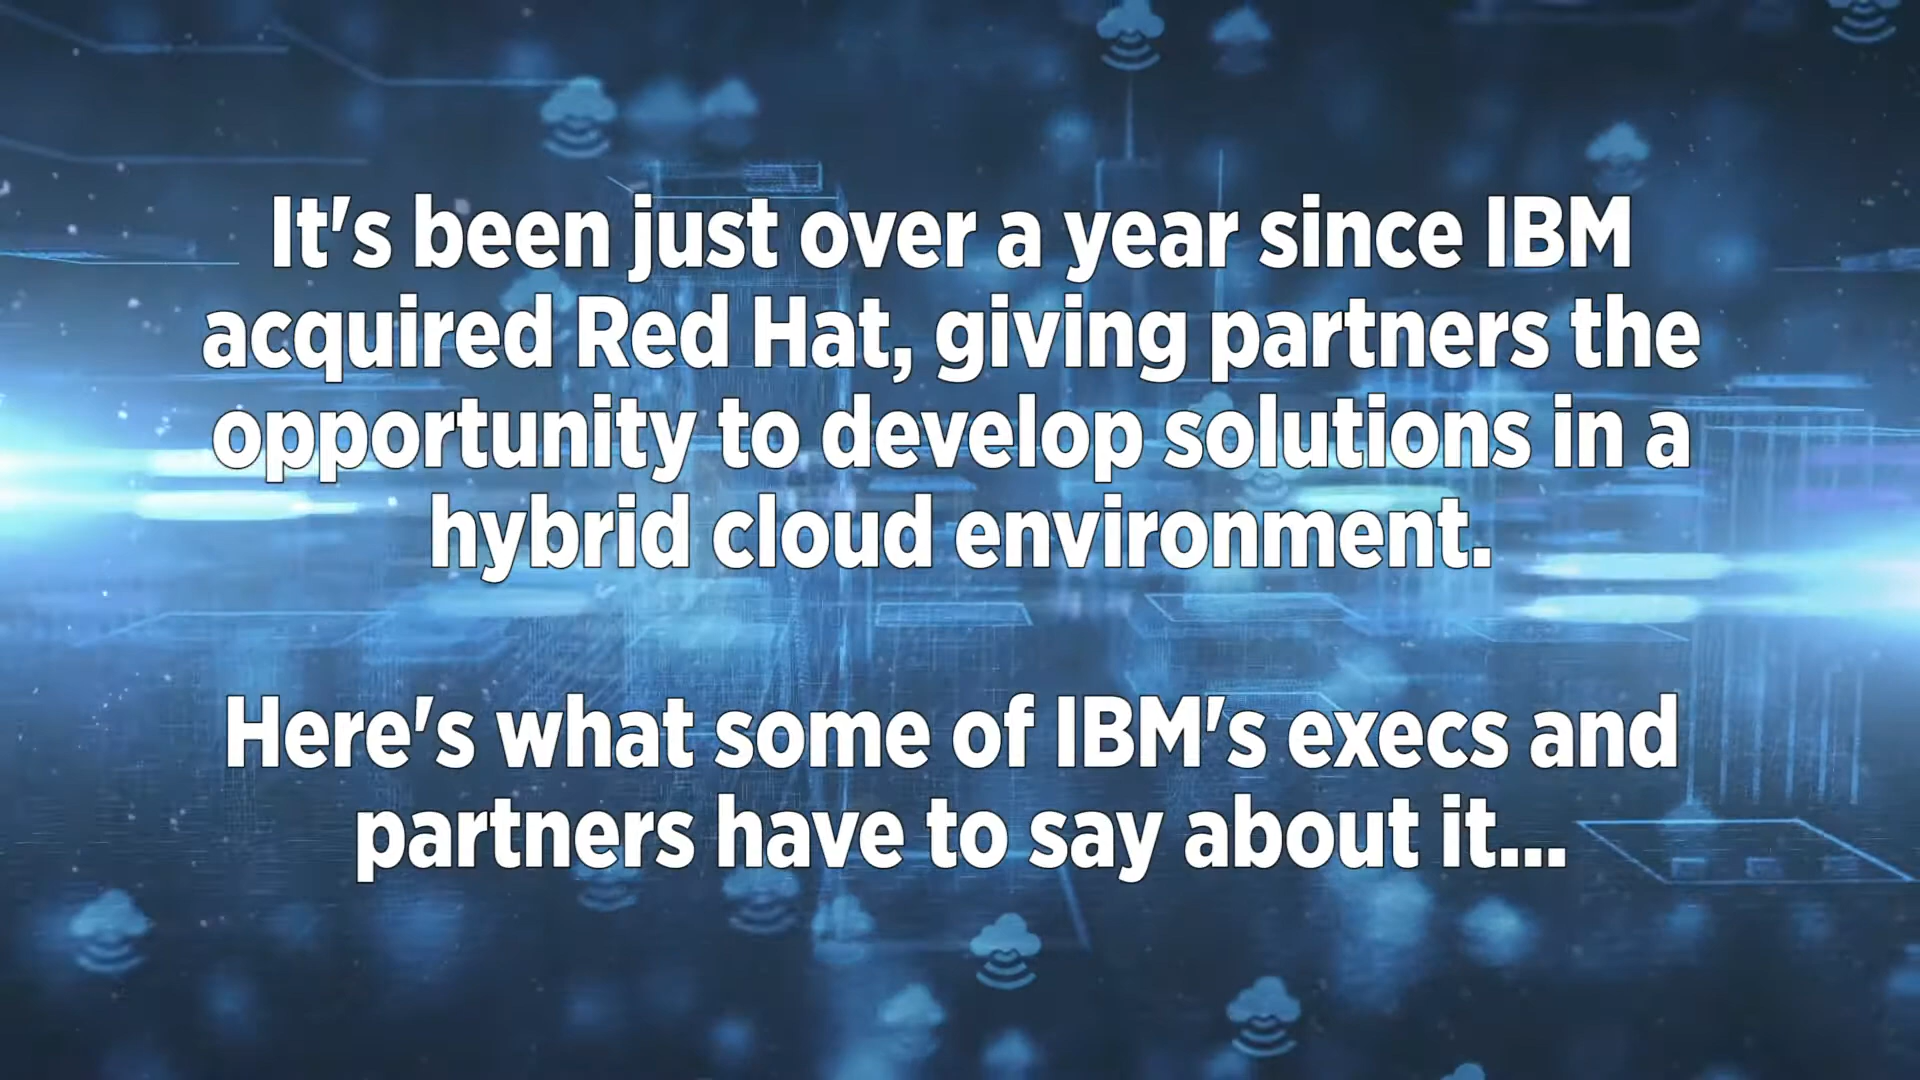 It's been just over a year since IBM
acquired Red Hat, giving partners the
opportunity to develop solutions in a
hybrid cloud environment.
Here's what some of IBM's execs and
partners have to say about it...